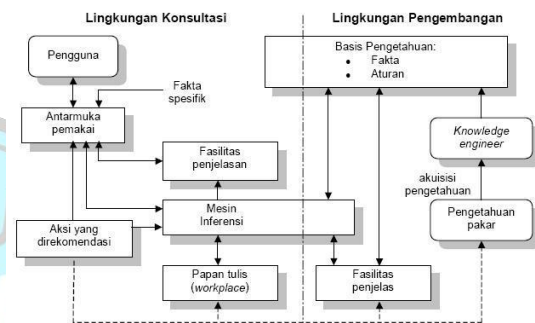 Lingkungan Konsultasi
Lingkungan Pengembangan
Pengguna
Fakta
spesifik
Antarmuka
pemakai
Fasilitas
penjelasan
Mesin
Inferensi
Aksi yang
direkomendasi
Papan tulis
(workplace)
Basis Pengetahuan:
• Fakta
• Aturan
Knowledge
engineer
akuisisi
pengetahuan
Pengetahuan
pakar
Fasilitas
penjelas